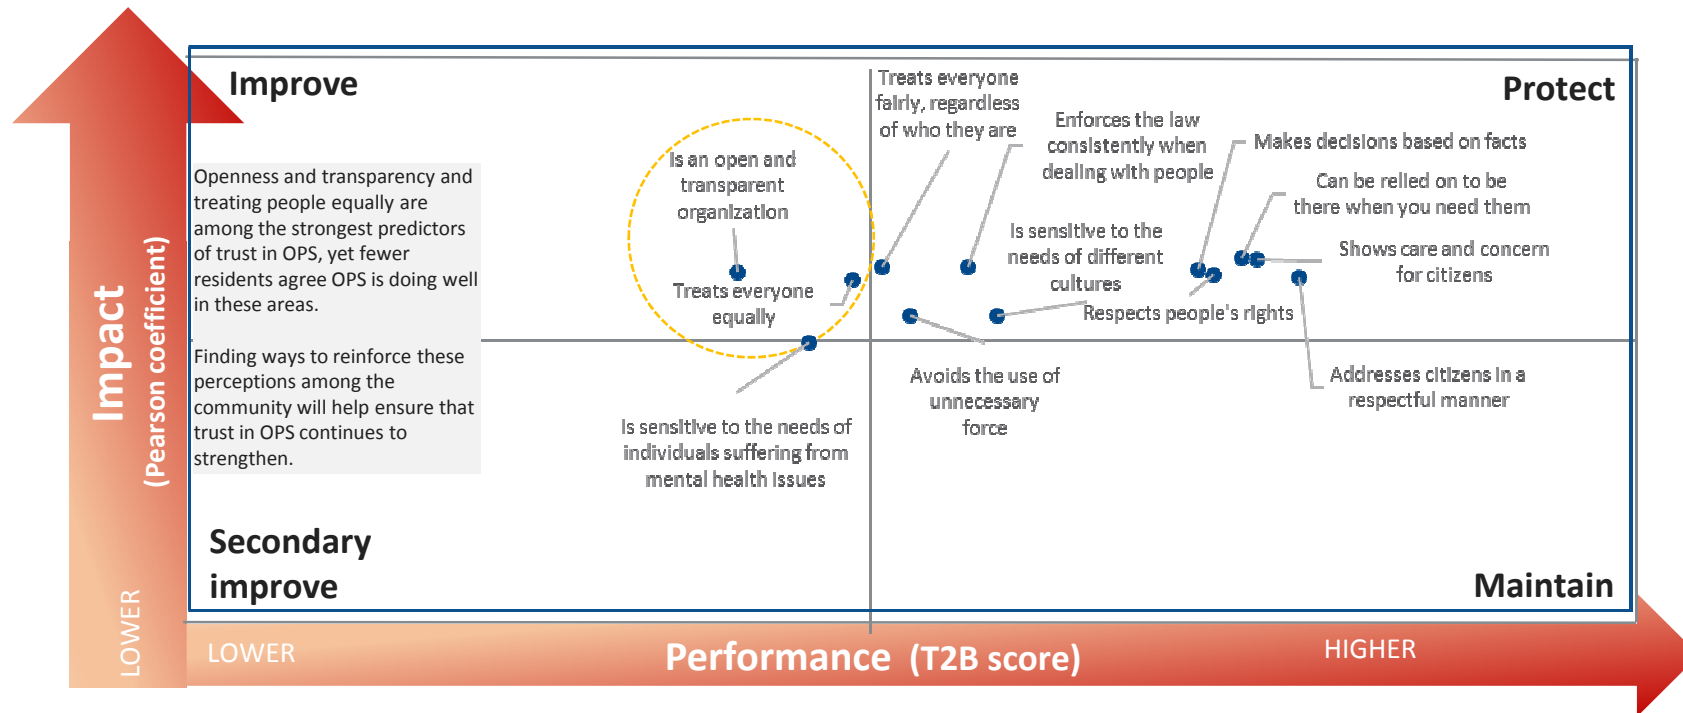 Improve
Protect
Treats everyone
fairly, regardless
of who they are
Enforces the law
consistently when
dealing with people
Makes decisions based on facts
Is an open and
transparent
organization
Can be relied on to be
there when you need them
Openness and transparency and
treating people equally are
among the strongest predictors
of trust in OPS, yet fewer
residents agree OPS is doing well
in these areas.
Finding ways to reinforce these
perceptions among the
community will help ensure that
trust in OPS continues to
strengthen.
Is sensitive to the
needs of different
cultures
Shows care and concern
for citizens
Treats everyone
equally
Respects people's rights
Avoids the use of
unnecessary
force
Addresses citizens in a
respectful manner
Is sensitive to the needs of
individuals suffering from
mental health issues
Impact
(Pearson coefficient)
Secondary
improve
Maintain
LOWER
LOWER
Performance (T2B score)
HIGHER